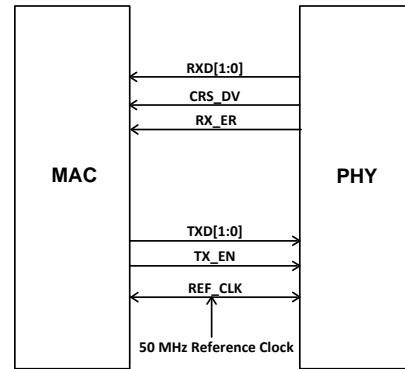 RXD[1:0]
CRS_DV
RX_ER
MAC
PHY
TXD[1:0]
TX_EN
REF_CLK
50 MHz Reference Clock